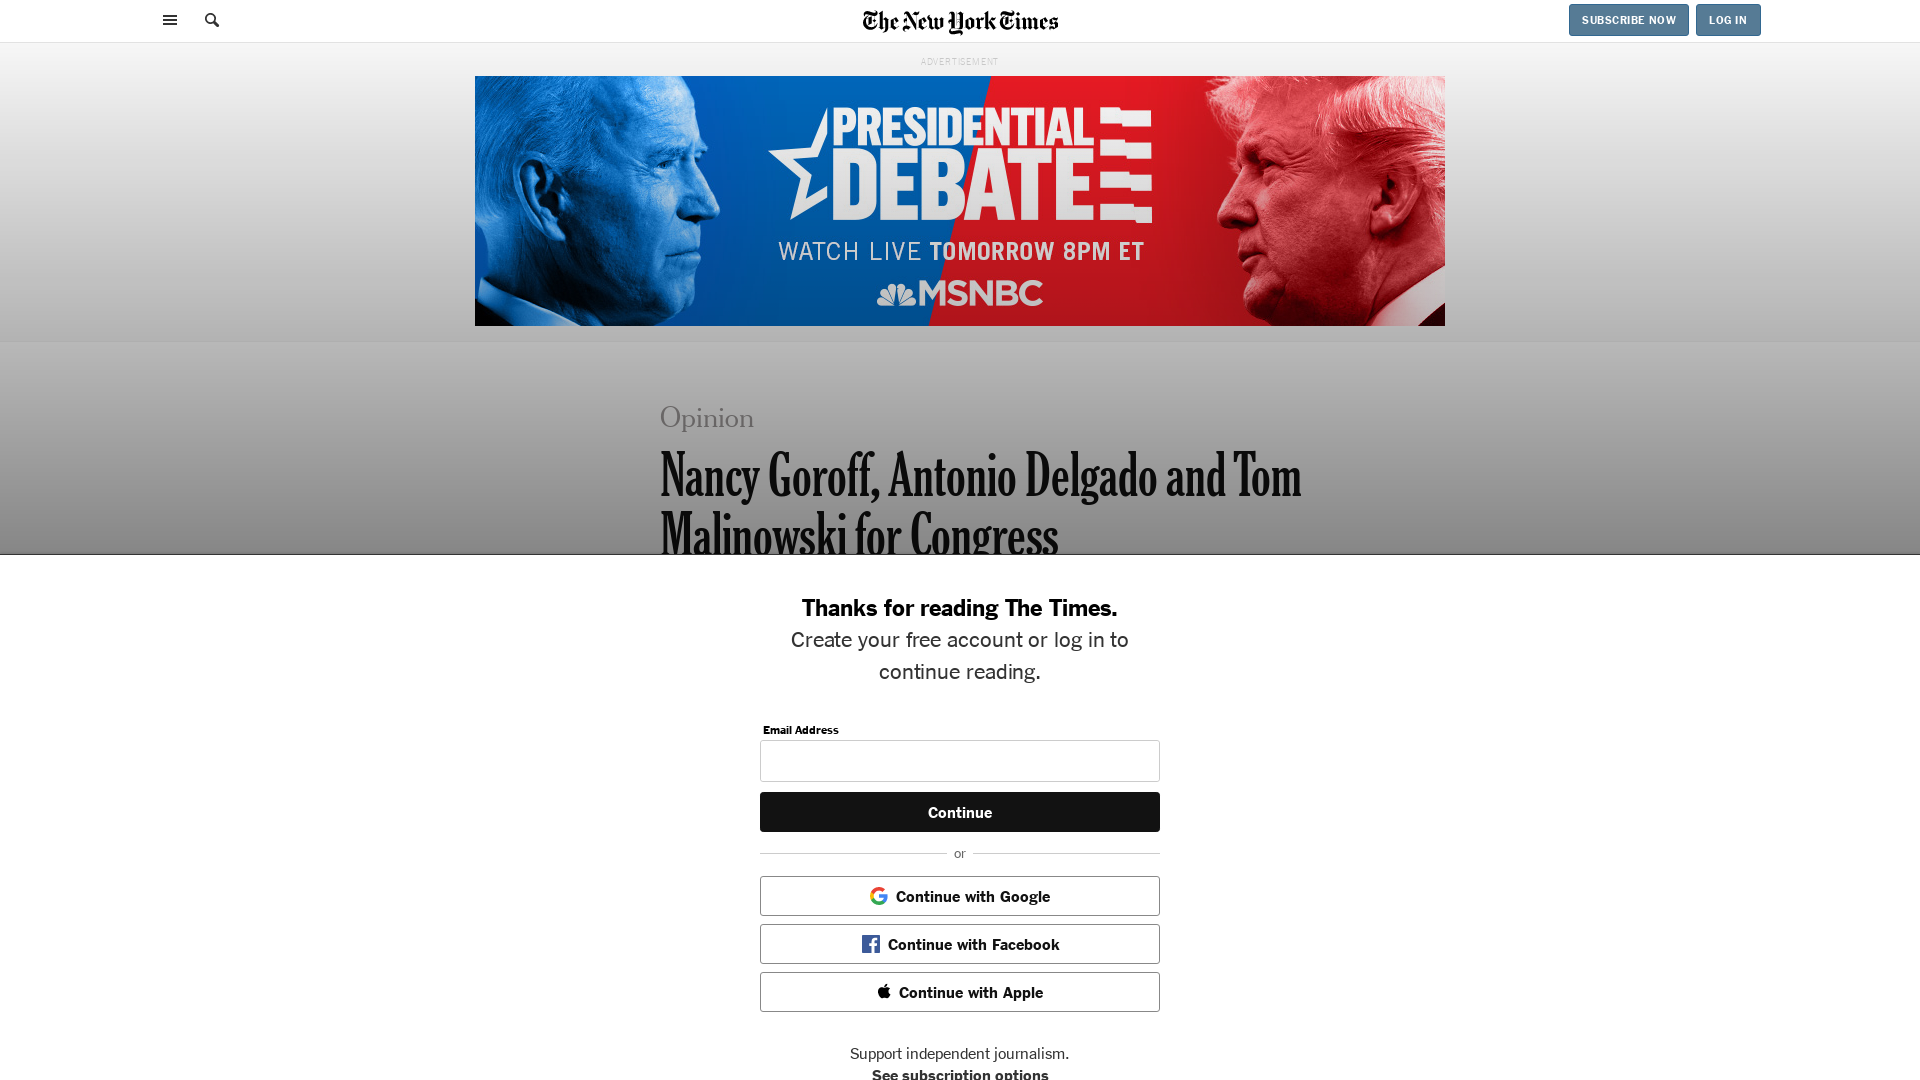 The New York Times
SUBSCRIBE NOW
LOG IN
ADVERTISEMENT
PRESIDENTIAL
DEBATE
WATCH LIVE TOMORROW 8PM ET
MSNBC
Opinion
Nancy Goroff, Antonio Delgado and Tom
Malinowski for Congress
Thanks for reading The Times.
Create your free account or log in to
continue reading.
Email Address
Continue
or
Continue with Google
Continue with Facebook
Continue with Apple
Support independent journalism.
See subscription options